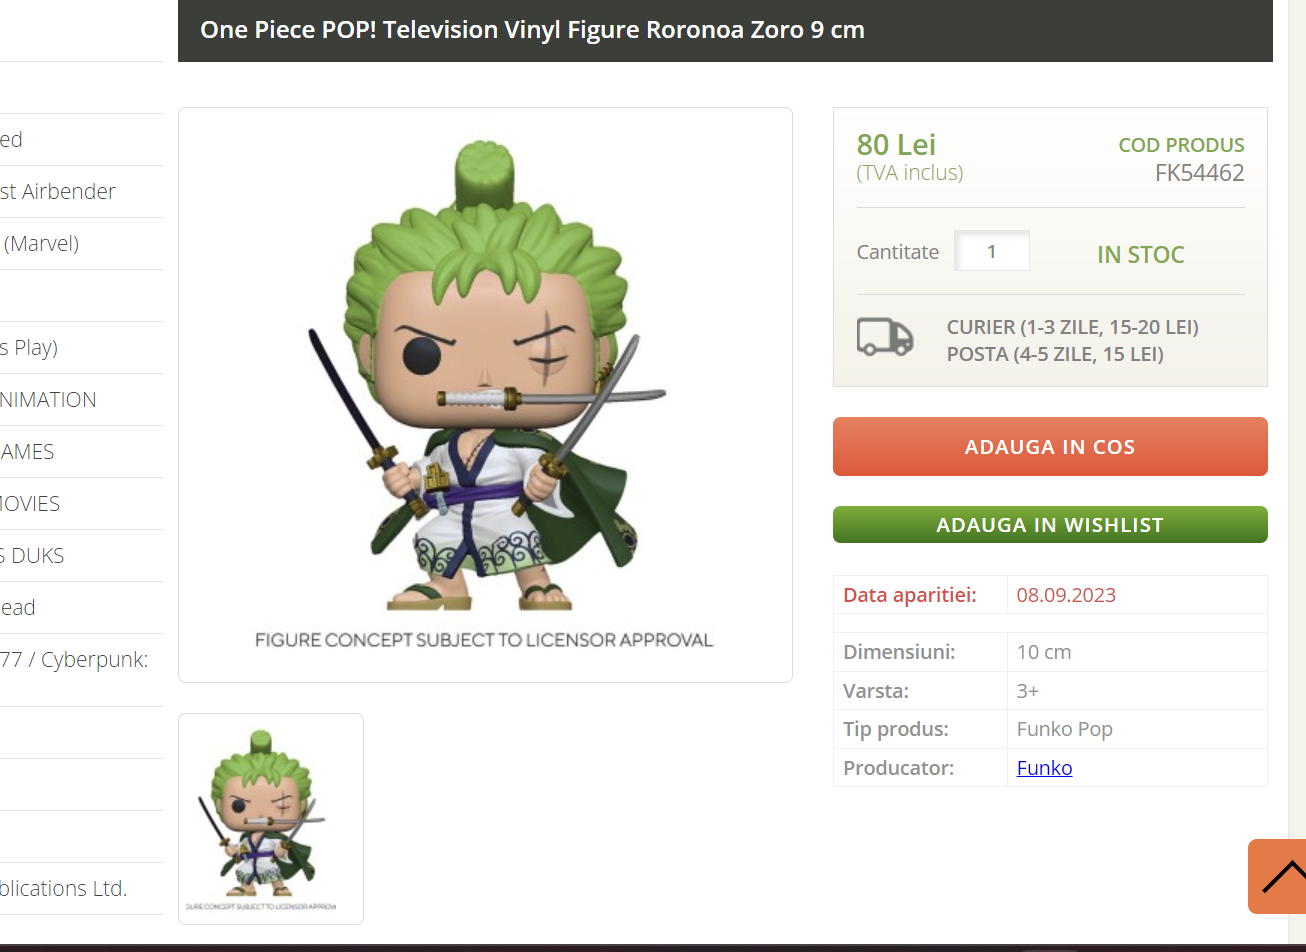 One Piece POP! Television Vinyl Figure Roronoa Zoro 9 cm
ed
st Airbender
(Marvel)
s Play)
NIMATION
AMES
MOVIES
S DUKS
ead
77 / Cyberpunk:
blications Ltd.
FIGURE CONCEPT SUBJECT TO LICENSOR APPROVAL
GURE CONCEPT SUBJECT TO LICENSOR APPROV
80 Lei
(TVA inclus)
COD PRODUS
FK54462
Cantitate 1 IN STOC
CURIER (1-3 ZILE, 15-20 LEI)
POSTA (4-5 ZILE, 15 LEI)
ADAUGA IN COS
ADAUGA IN WISHLIST
Data aparitiei: 08.09.2023
Dimensiuni: 10 cm
Varsta: 3+
Tip produs: Funko Pop
Producator: Funko